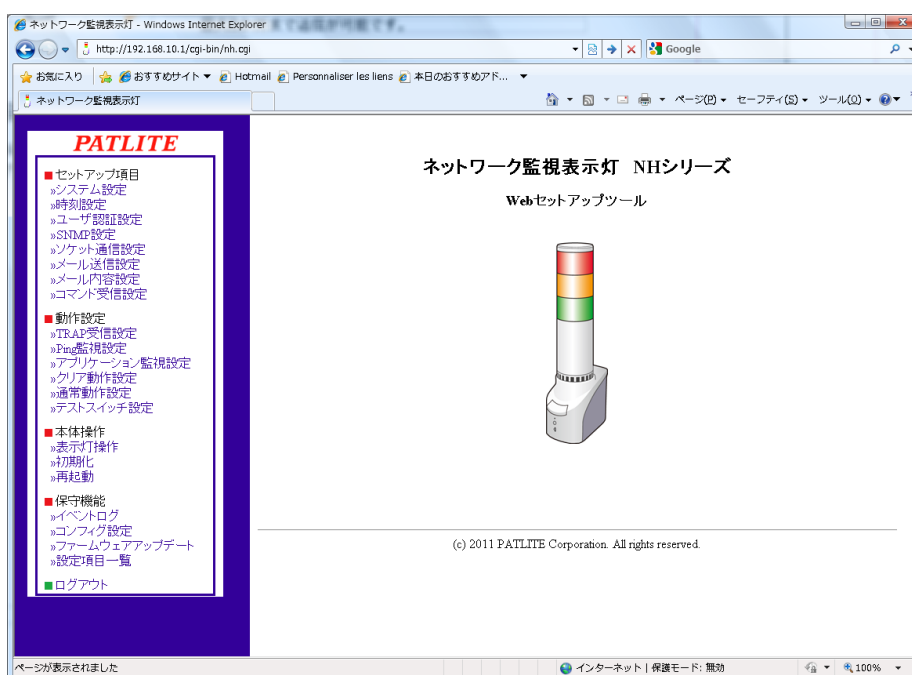 ネットワーク監視表示灯 - Windows Internet Explorer
http://192.168.10.1/cgi-bin/nh.cgi
Google
お気に入り おすすめサイト Hotmail Personnaliser les liens 本日のおすすめアド...
ネットワーク監視表示灯
ページ(P) セーフティ(S) ツール(O)
PATLITE
セットアップ項目
»システム設定
»時刻設定
»ユーザ認証設定
»SNMP設定
»ソケット通信設定
»メール送信設定
»メール内容設定
»コマンド受信設定
動作設定
»TRAP受信設定
»Ping監視設定
»アプリケーション監視設定
»クリア動作設定
»通常動作設定
»テストスイッチ設定
本体操作
»表示灯操作
»初期化
»再起動
保守機能
»イベントログ
»コンフィグ設定
»ファームウェアアップデート
»設定項目一覧
ログアウト
ネットワーク監視表示灯 NHシリーズ
Webセットアップツール
(c) 2011 PATLITE Corporation. All rights reserved.
ページが表示されました
インターネット | 保護モード: 無効
100%